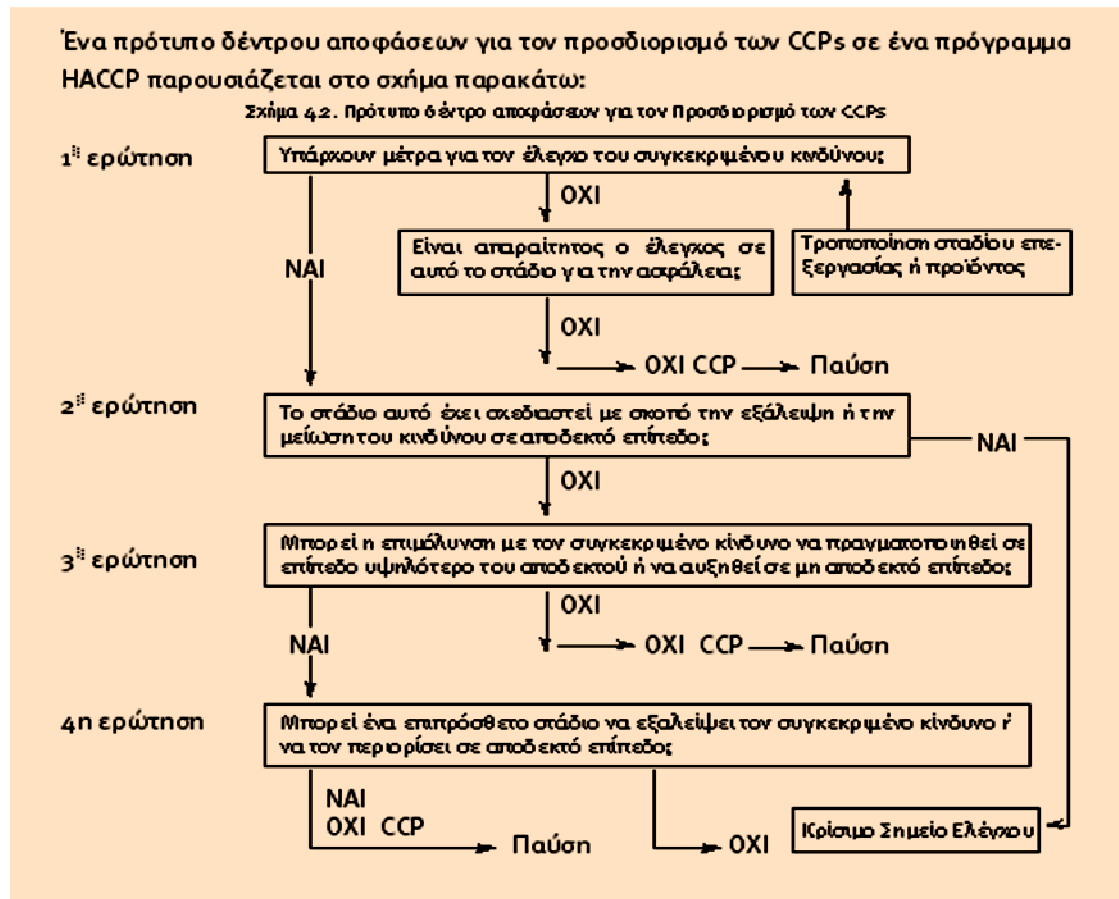 Ένα πρότυπο δέντρου αποφάσεων για τον προσδιορισμό των CCPs σε ένα πρόγραμμα
HACCP παρουσιάζεται στο σχήμα παρακάτω:
Σχήμα 4.2. Πρότυπο δέντρο αποφάσεων για τον Προσδιορισμό των CCPs
1η ερώτηση
Υπάρχουν μέτρα για τον έλεγχο του συγκεκριμένου κινδύνου;
ΟΧΙ
ΝΑΙ
Είναι απαραίτητος ο έλεγχος σε
αυτό το στάδιο για την ασφάλεια;
Τροποποίηση σταδίου επε-
ξεργασίας ή προϊόντος
ΟΧΙ
ΟΧΙ CCP
Παύση
2η ερώτηση
Το στάδιο αυτό έχει σχεδιαστεί με σκοπό την εξάλειψη ή την
μείωση του κινδύνου σε αποδεκτό επίπεδο;
ΝΑΙ
ΟΧΙ
3η ερώτηση
Μπορεί η επιμόλυνση με τον συγκεκριμένο κίνδυνο να πραγματοποιηθεί σε
επίπεδο υψηλότερο του αποδεκτού ή να αυξηθεί σε μη αποδεκτό επίπεδο;
ΟΧΙ
ΝΑΙ
ΟΧΙ CCP
Παύση
4η ερώτηση
Μπορεί ένα επιπρόσθετο στάδιο να εξαλείψει τον συγκεκριμένο κίνδυνο ή
να τον περιορίσει σε αποδεκτό επίπεδο;
ΝΑΙ
ΟΧΙ CCP
Παύση
ΟΧΙ
Κρίσιμο Σημείο Ελέγχου